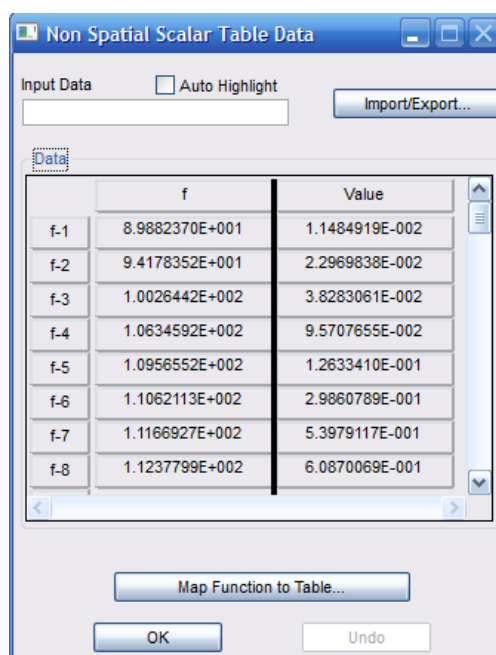 Non Spatial Scalar Table Data
Input Data Auto Highlight
Import/Export...
Data
f Value
f-1 8.9882370E+001 1.1484919E-002
f-2 9.4178352E+001 2.2969838E-002
f-3 1.0026442E+002 3.8283061E-002
f-4 1.0634592E+002 9.5707655E-002
f-5 1.0956552E+002 1.2633410E-001
f-6 1.1062113E+002 2.9860789E-001
f-7 1.1166927E+002 5.3979117E-001
f-8 1.1237799E+002 6.0870069E-001
Map Function to Table...
OK Undo